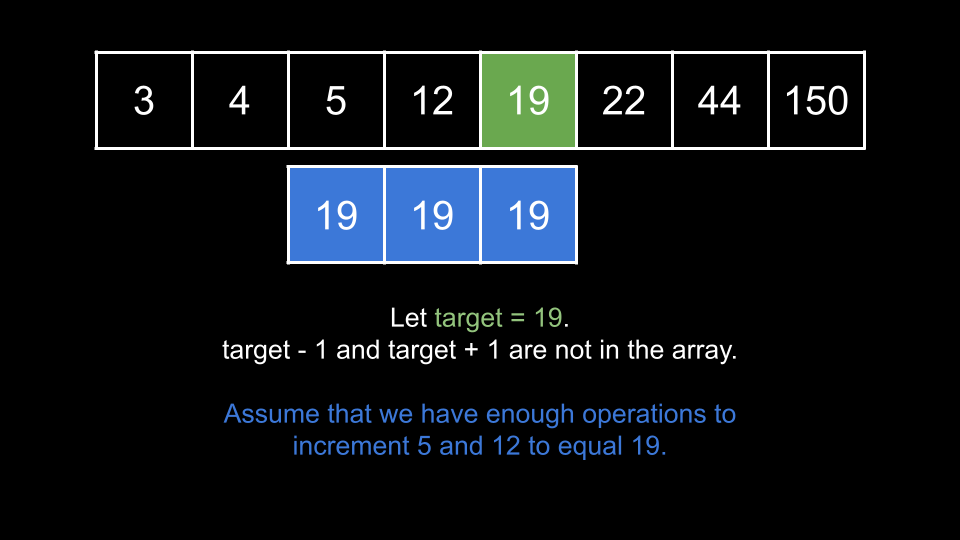 3 4 5 12 19 22 44 150
19 19 19
Let target = 19.
target - 1 and target + 1 are not in the array.
Assume that we have enough operations to
increment 5 and 12 to equal 19.